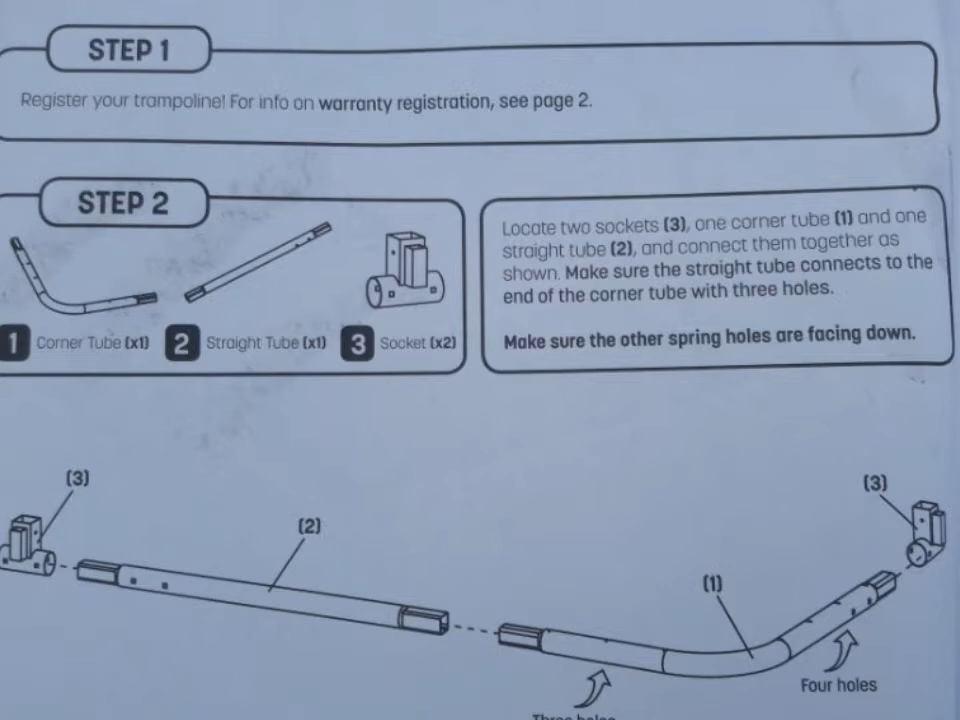 STEP 1
Register your trampoline! For info on warranty registration, see page 2.
STEP 2
1 Corner Tube (x1) 2 Straight Tube (x1) 3 Socket (x2)
Locate two sockets (3), one corner tube (1) and one
straight tube (2), and connect them together as
shown. Make sure the straight tube connects to the
end of the corner tube with three holes.
Make sure the other spring holes are facing down.
(3)
(3)
(2)
(1)
Four holes
Three holes